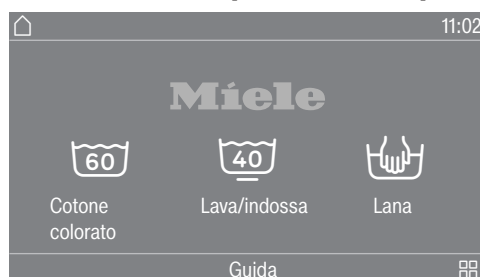 11:02
Miele
60
40
Cotone
colorato
Lava/indossa
Lana
Guida